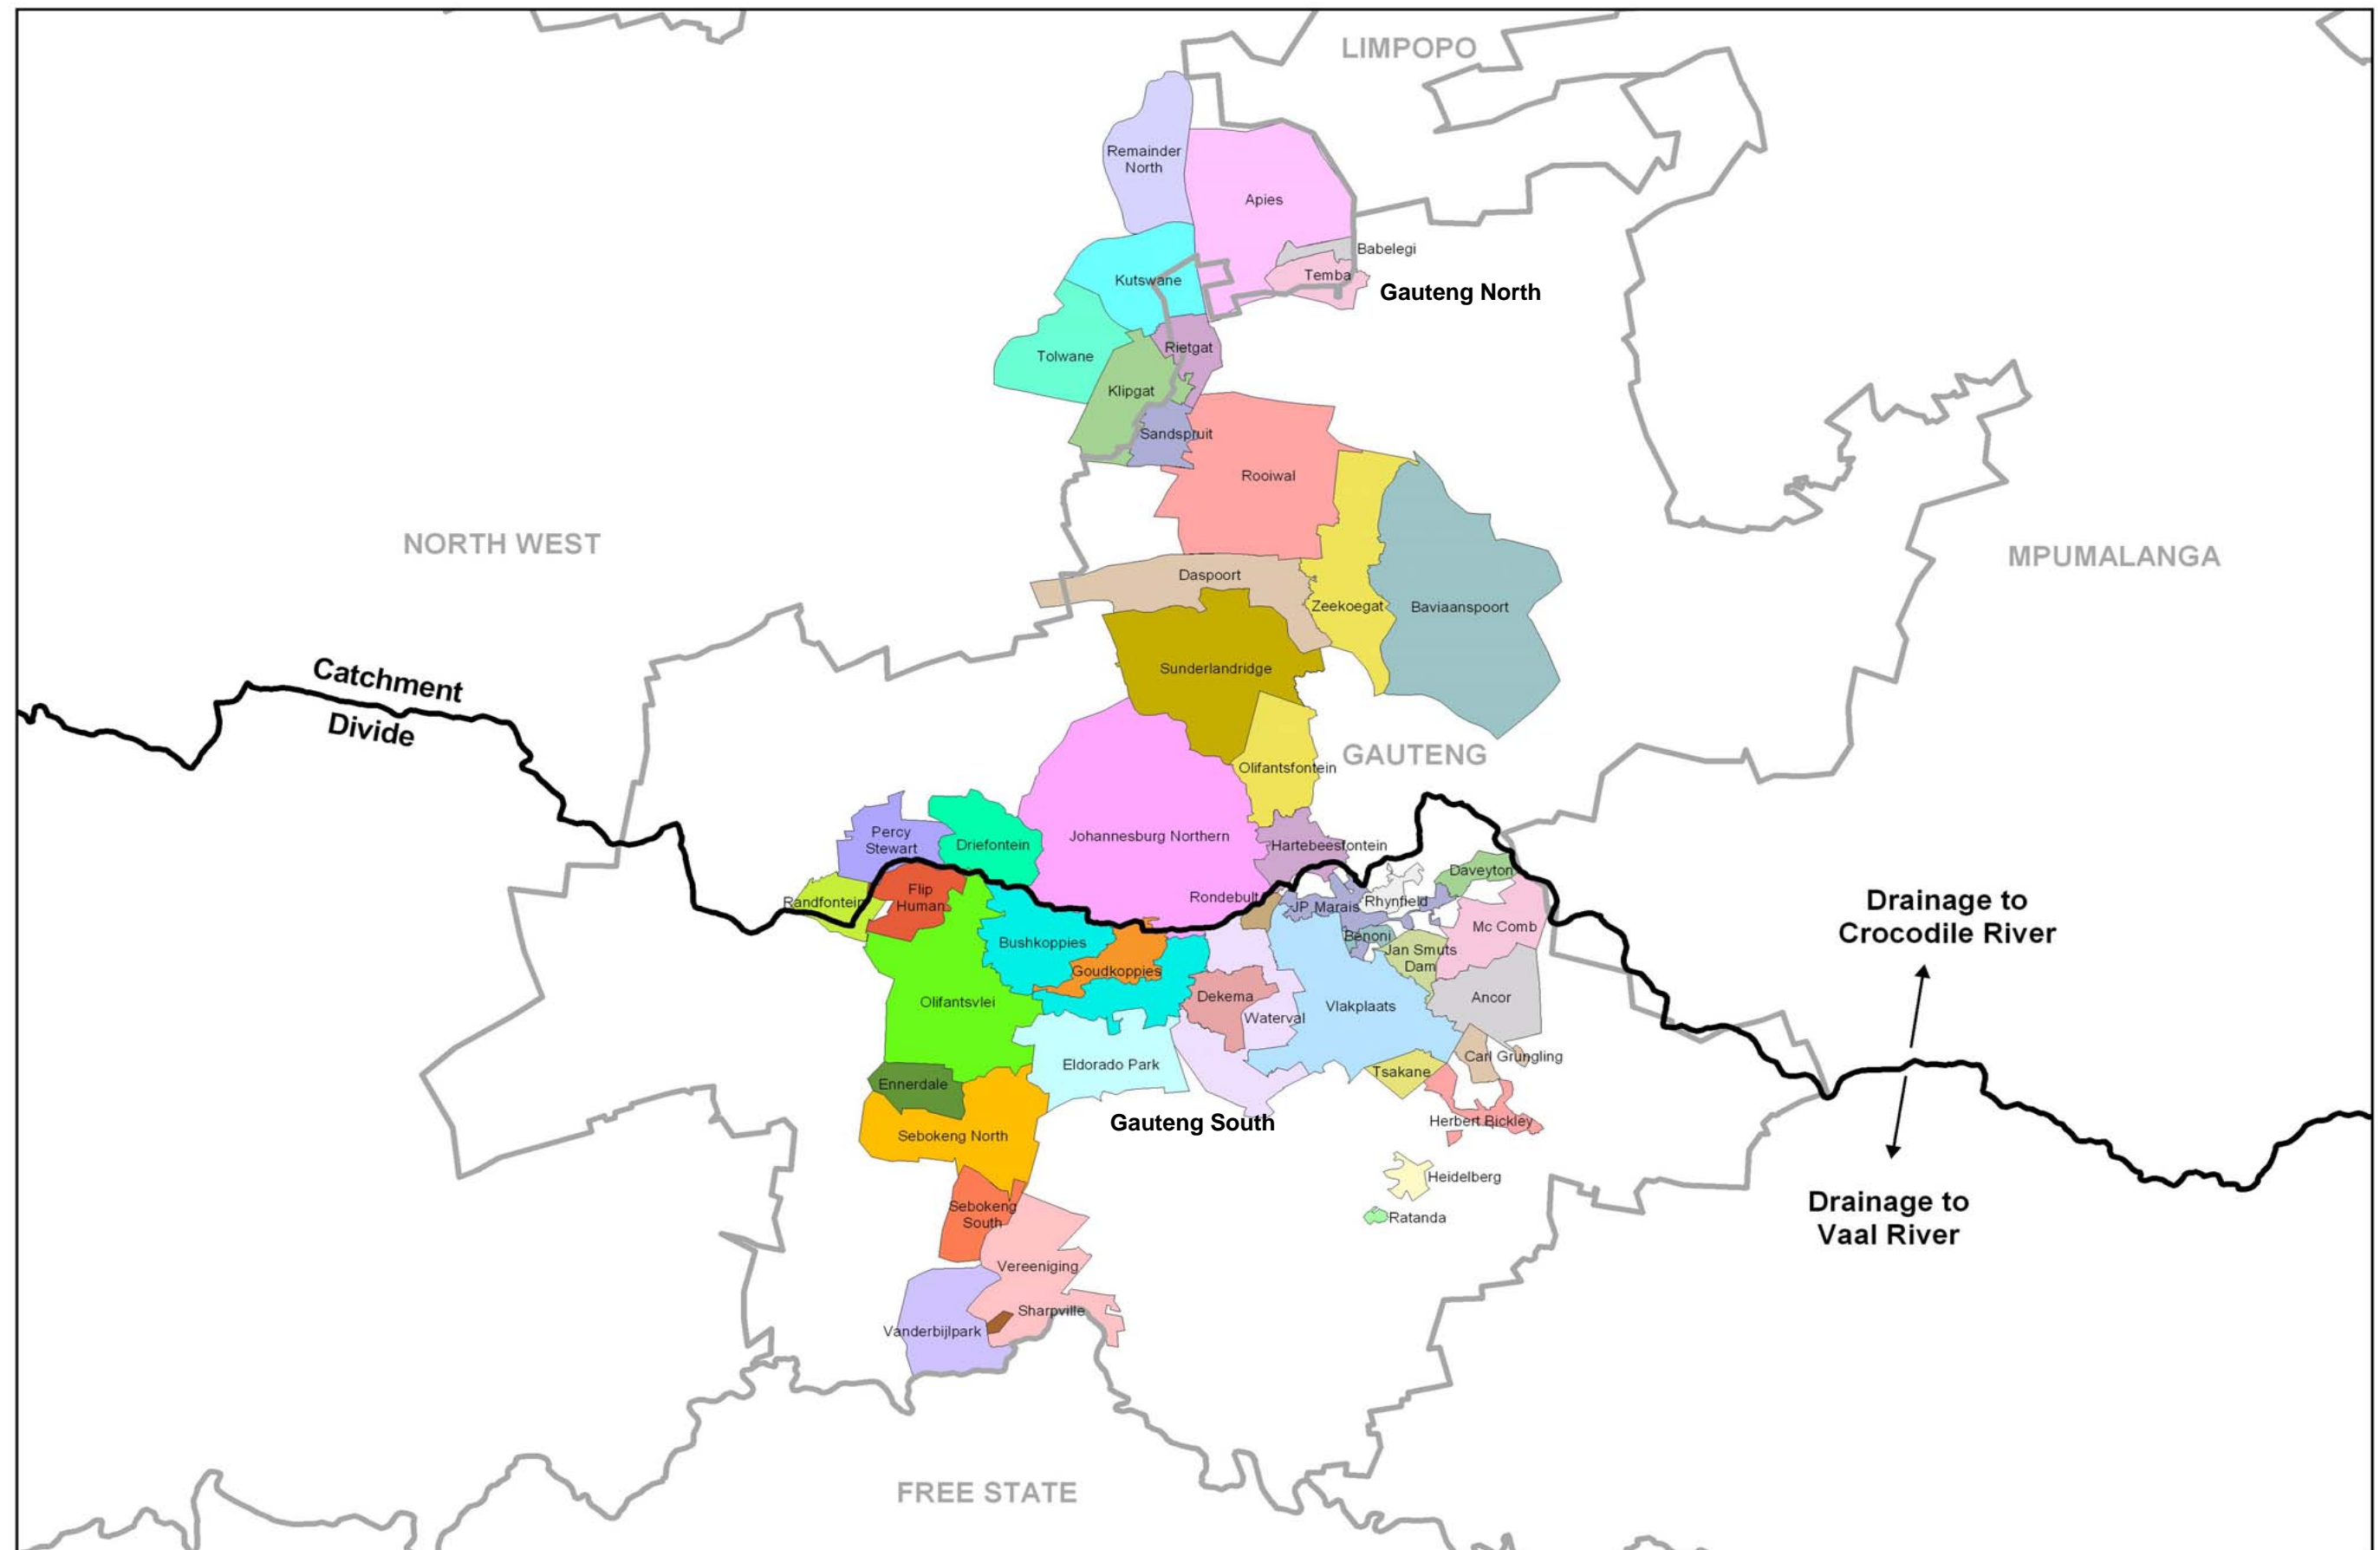 LIMPOPO
Remainder
North
Apies
Babelegi
Temba
Kutswane
Gauteng North
Rietgat
Tolwane
Klipgat
Sandspruit
Rooiwal
NORTH WEST
MPUMALANGA
Daspoort
Zeekoegat
Baviaanspoort
Sunderlandridge
Catchment
Divide
GAUTENG
Olifantsfontein
Percy
Stewart
Driefontein
Johannesburg Northern
Hartebeesfontein
Daveyton
Flip
Human
Randfontein
Rondebult
JP Marais
Rhynfield
Drainage to
Crocodile River
Mc Comb
Benoni
Bushkoppies
Jan Smuts
Dam
Goudkoppies
Olifantsvlei
Dekema
Ancor
Vlakplaats
Waterval
Carl Grungling
Eldorado Park
Tsakane
Ennerdale
Gauteng South
Herbert Bickley
Sebokeng North
Heidelberg
Sebokeng
South
Ratanda
Drainage to
Vaal River
Vereeniging
Sharpville
Vanderbijlpark
FREE STATE